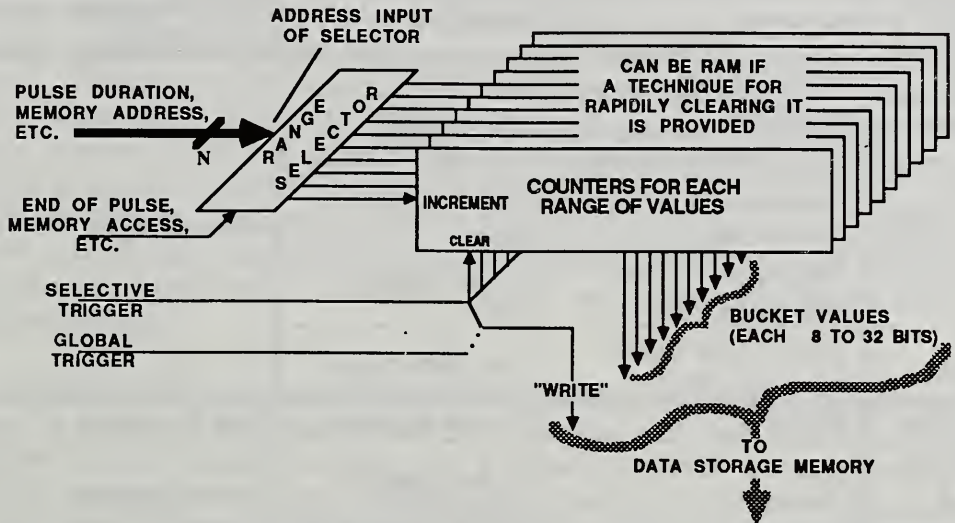 ADDRESS INPUT
OF SELECTOR
PULSE DURATION,
MEMORY ADDRESS,
ETC.
N
RANGE
SELECTOR
CAN BE RAM IF
A TECHNIQUE FOR
RAPIDILY CLEARING IT
IS PROVIDED
END OF PULSE,
MEMORY ACCESS,
ETC.
INCREMENT
COUNTERS FOR EACH
RANGE OF VALUES
CLEAR
SELECTIVE
TRIGGER
GLOBAL
TRIGGER
BUCKET VALUES
(EACH 8 TO 32 BITS)
"WRITE"
TO
DATA STORAGE MEMORY